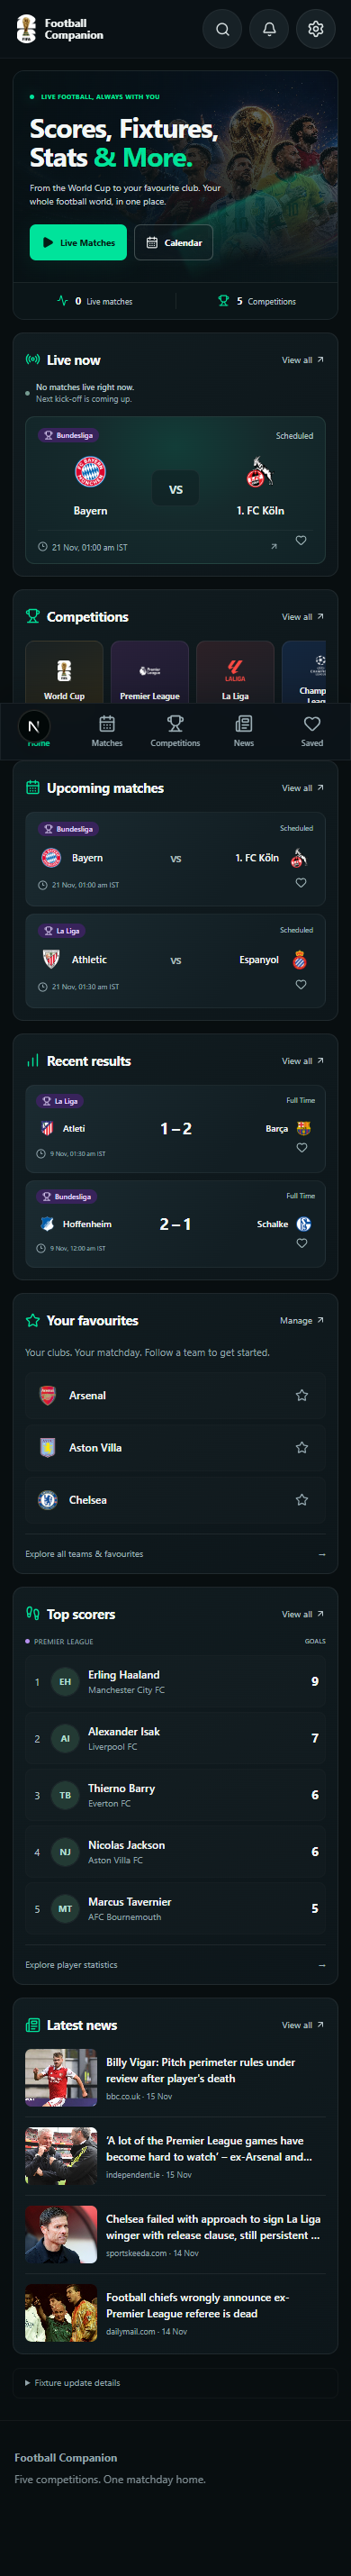 Football
Companion
LIVE FOOTBALL, ALWAYS WITH YOU
Scores, Fixtures,
Stats & More.
From the World Cup to your favourite club. Your
whole football world, in one place.
Live Matches
Calendar
0 Live matches
5 Competitions
Live now
View all
No matches live right now.
Next kick-off is coming up.
Bundesliga
Scheduled
VS
Bayern
1. FC Köln
21 Nov, 01:00 am IST
Competitions
View all
World Cup
Premier League
La Liga
Champ
N
Home
Matches
Competitions
News
Saved
Upcoming matches
View all
Bundesliga
Scheduled
Bayern
VS
1. FC Köln
21 Nov, 01:00 am IST
La Liga
Scheduled
Athletic
VS
Espanyol
21 Nov, 01:30 am IST
Recent results
View all
La Liga
Full Time
Atleti
1 – 2
Barça
9 Nov, 01:30 am IST
Bundesliga
Full Time
Hoffenheim
2 – 1
Schalke
9 Nov, 12:00 am IST
Your favourites
Manage
Your clubs. Your matchday. Follow a team to get started.
Arsenal
Aston Villa
Chelsea
Explore all teams & favourites →
Top scorers
View all
PREMIER LEAGUE
GOALS
1 EH Erling Haaland 9
Manchester City FC
2 AI Alexander Isak 7
Liverpool FC
3 TB Thierno Barry 6
Everton FC
4 NJ Nicolas Jackson 6
Aston Villa FC
5 MT Marcus Tavernier 5
AFC Bournemouth
Explore player statistics →
Latest news
View all
Billy Vigar: Pitch perimeter rules under
review after player's death
bbc.co.uk · 15 Nov
‘A lot of the Premier League games have
become hard to watch’ – ex-Arsenal and...
independent.ie · 15 Nov
Chelsea failed with approach to sign La Liga
winger with release clause, still persistent ...
sportskeeda.com · 14 Nov
Football chiefs wrongly announce ex-
Premier League referee is dead
dailymail.com · 14 Nov
Fixture update details
Football Companion
Five competitions. One matchday home.